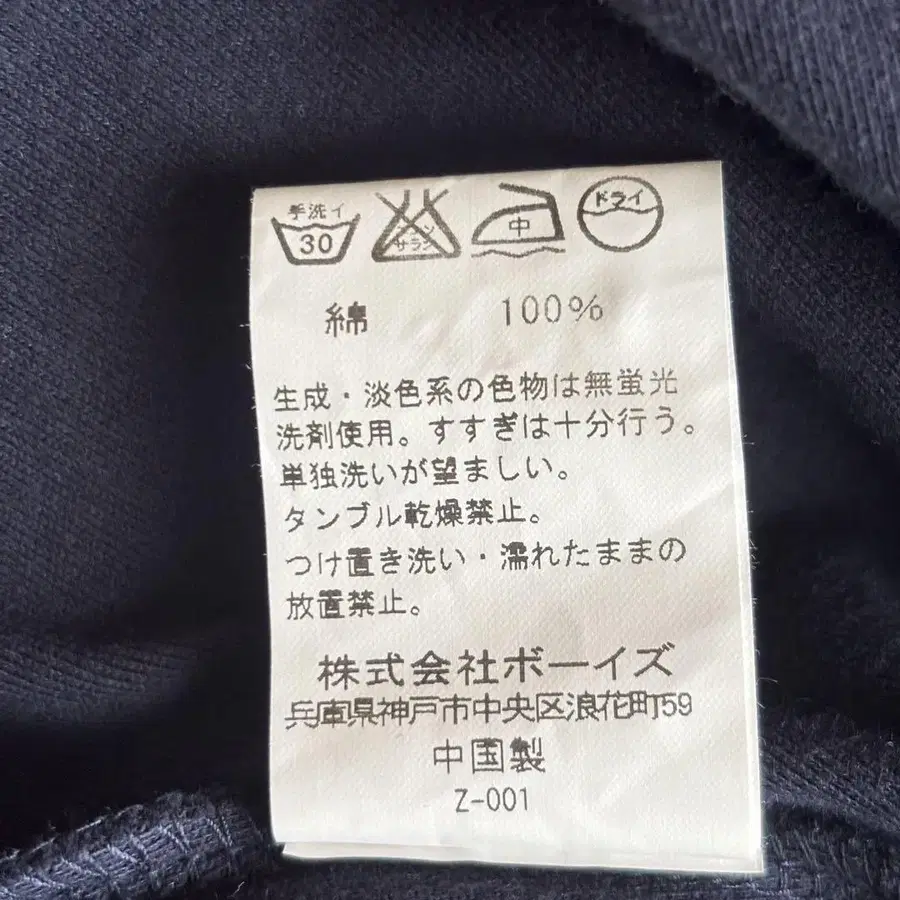 手洗イ
30
エンソ
サラシ
中
ドライ
綿 100%
生成・淡色系の色物は無蛍光
洗剤使用。すすぎは十分行う。
単独洗いが望ましい。
タンブル乾燥禁止。
つけ置き洗い・濡れたままの
放置禁止。
株式会社ボーイズ
兵庫県神戸市中央区浪花町59
中国製
Z-001